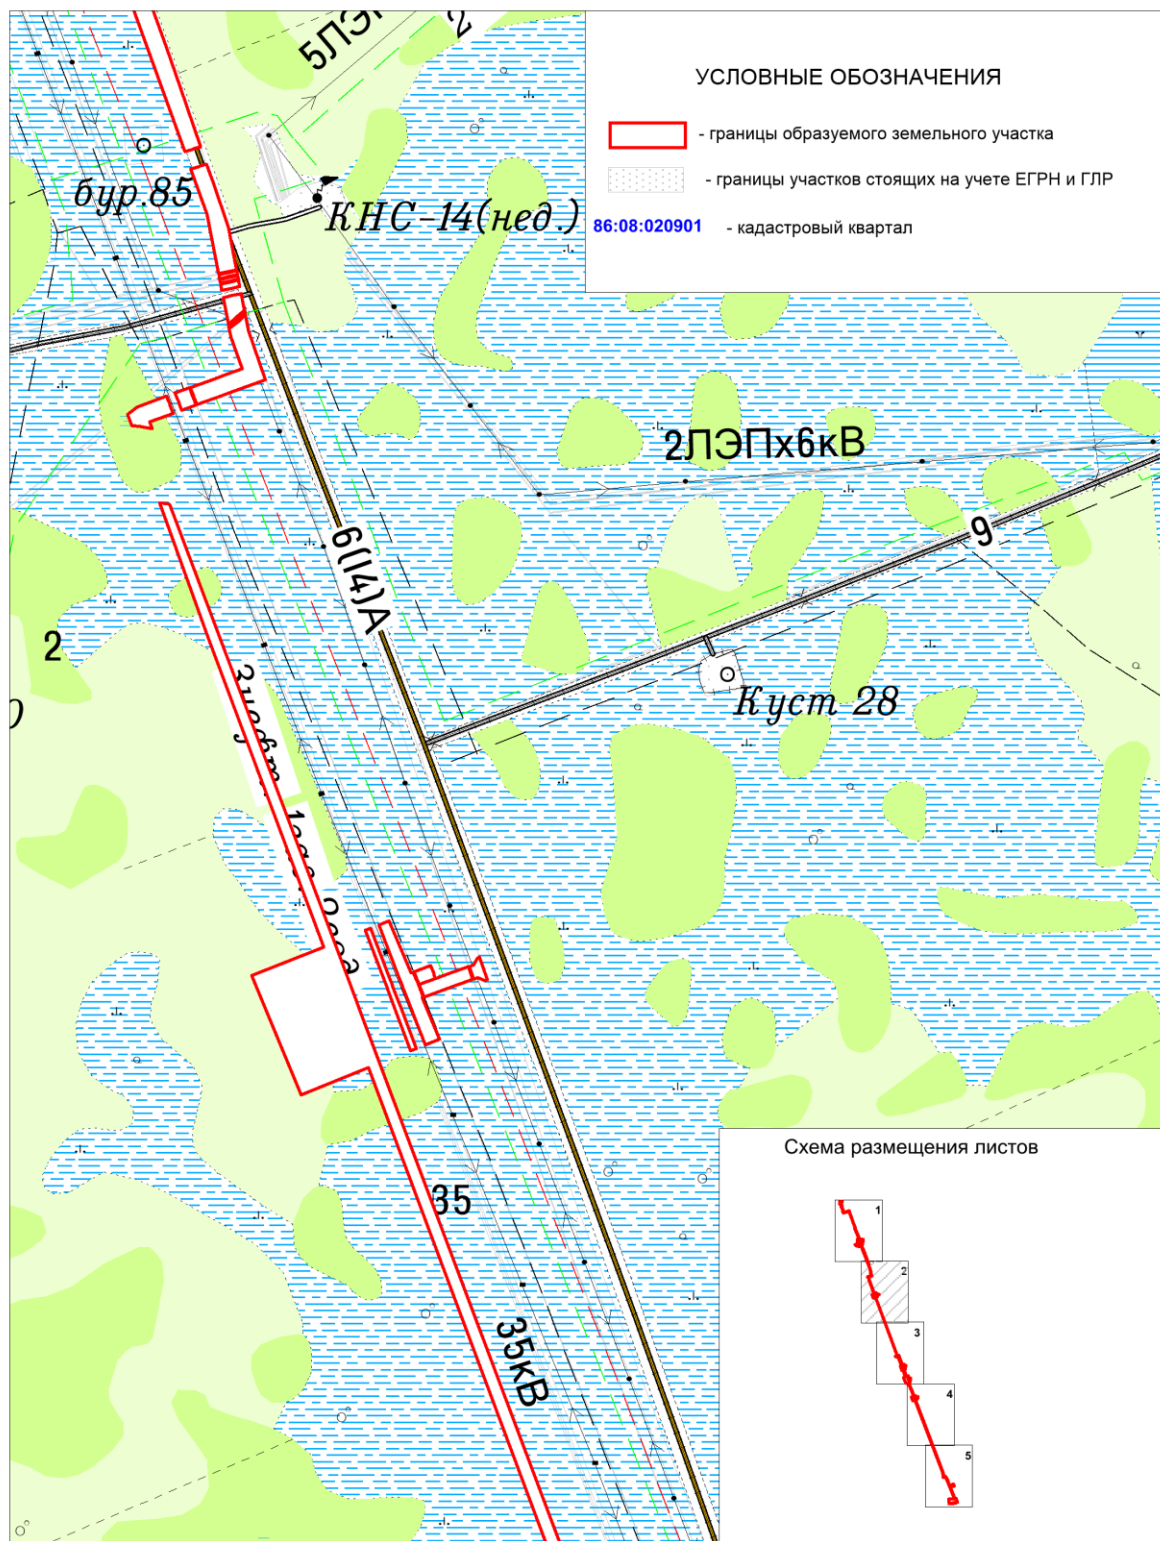 5ЛЭП
2
УСЛОВНЫЕ ОБОЗНАЧЕНИЯ
- границы образуемого земельного участка
- границы участков стоящих на учете ЕГРН и ГЛР
86:08:020901 - кадастровый квартал
бур.85
КНС-14(нед.)
2ЛЭПх6кВ
9
6(14)А
2
Куст 28
35
35кВ
Схема размещения листов
1
2
3
4
5